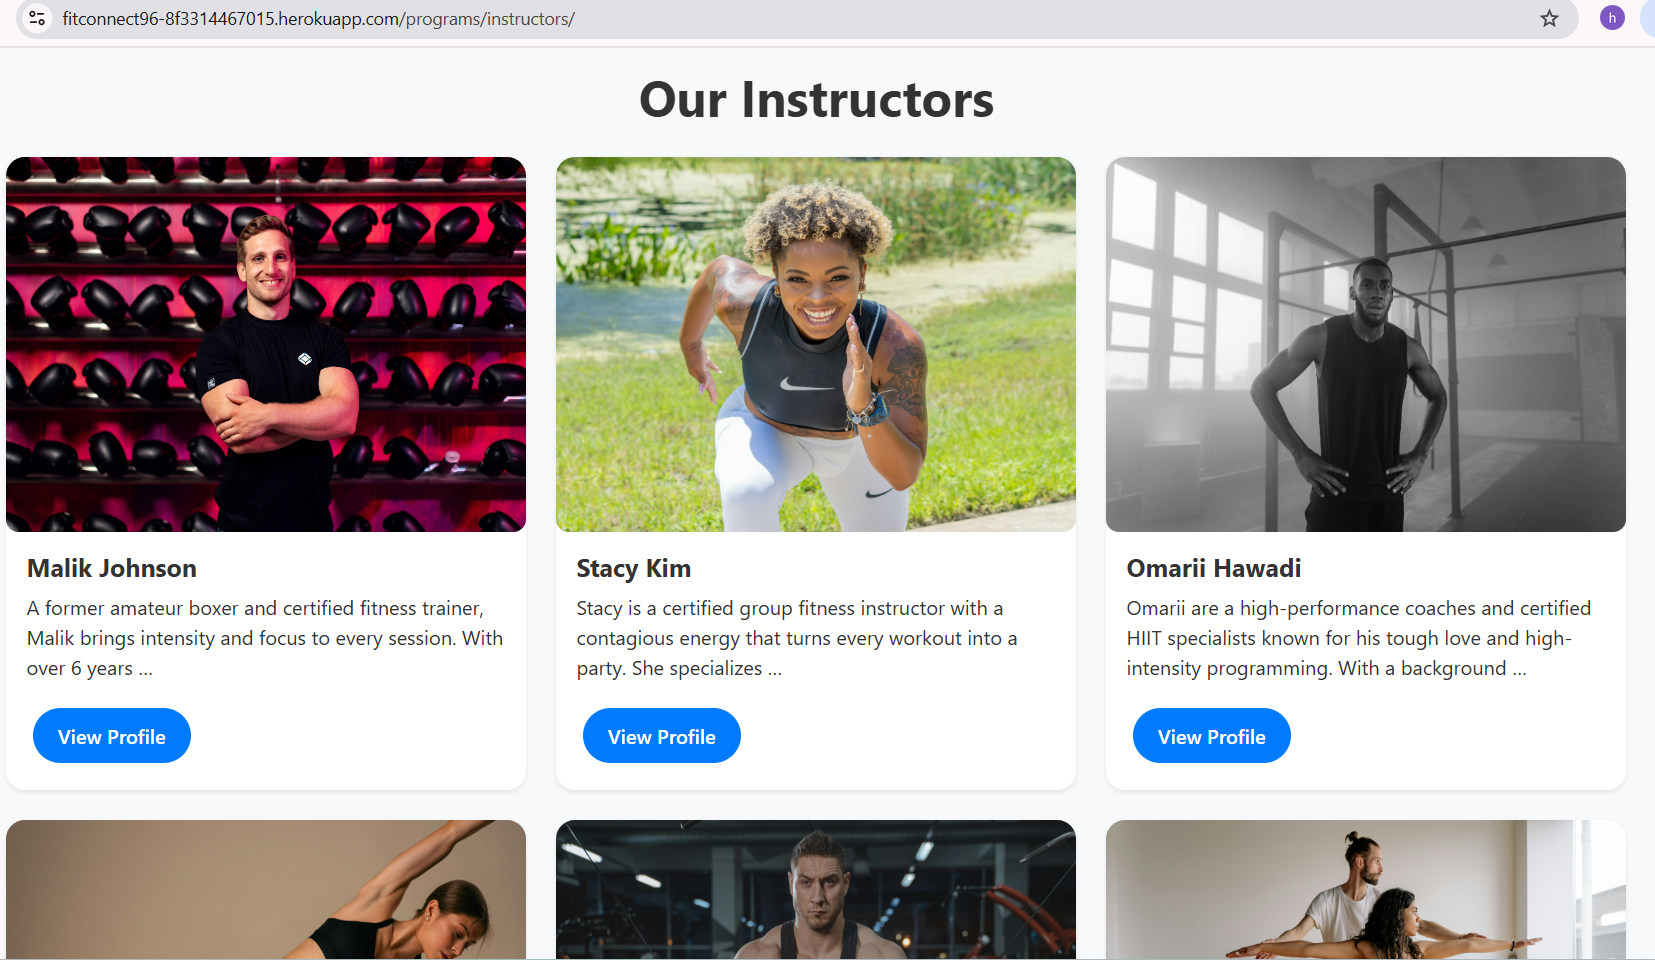 fitconnect96-8f3314467015.herokuapp.com/programs/instructors/
h
Our Instructors
Malik Johnson
A former amateur boxer and certified fitness trainer,
Malik brings intensity and focus to every session. With
over 6 years ...
View Profile
Stacy Kim
Stacy is a certified group fitness instructor with a
contagious energy that turns every workout into a
party. She specializes ...
View Profile
Omarii Hawadi
Omarii are a high-performance coaches and certified
HIIT specialists known for his tough love and high-
intensity programming. With a background ...
View Profile